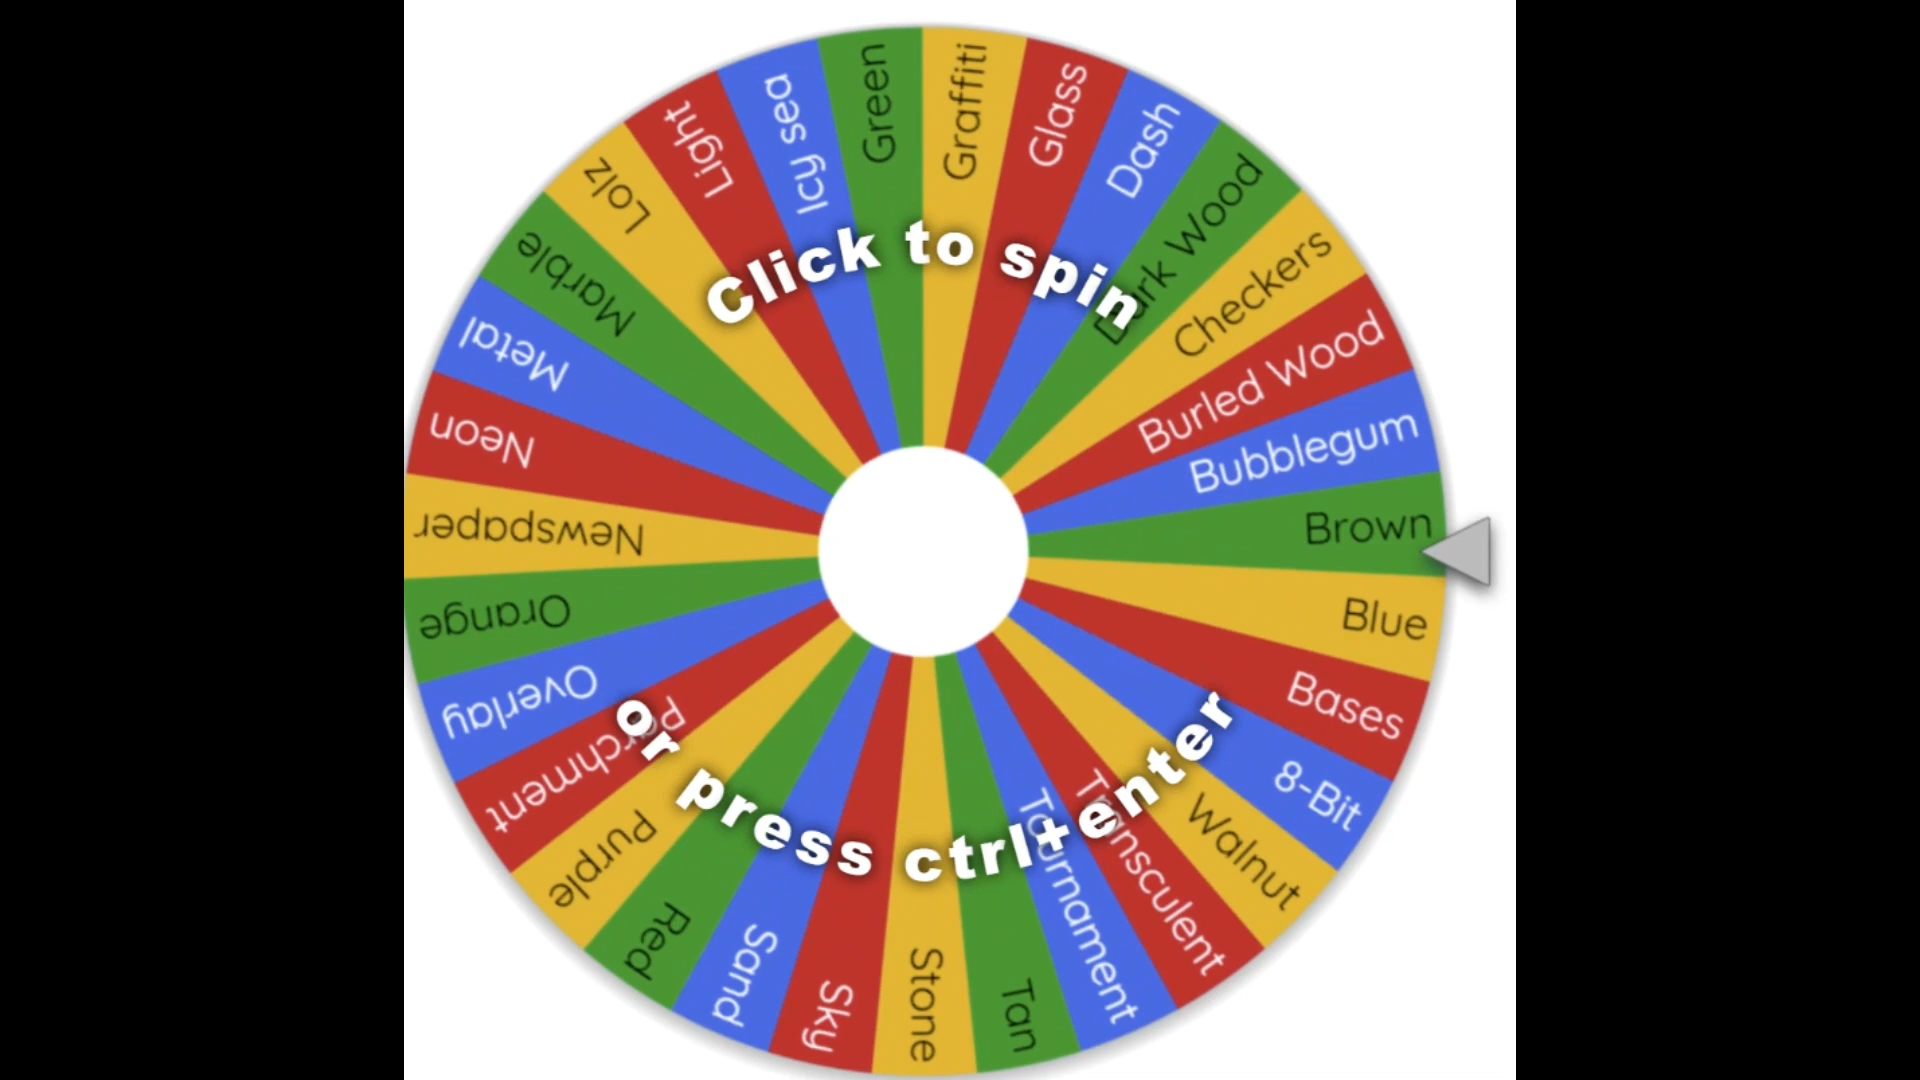 Click to spin
or press ctrl+enter
Green
Graffiti
Glass
Dash
Dark Wood
Checkers
Burled Wood
Bubblegum
Brown
Blue
Bases
8-Bit
Walnut
Transculent
Tournament
Tan
Stone
Sky
Sand
Red
Purple
Parchment
Overlay
Orange
Newspaper
Neon
Metal
Marble
Lolz
Light
Icy sea